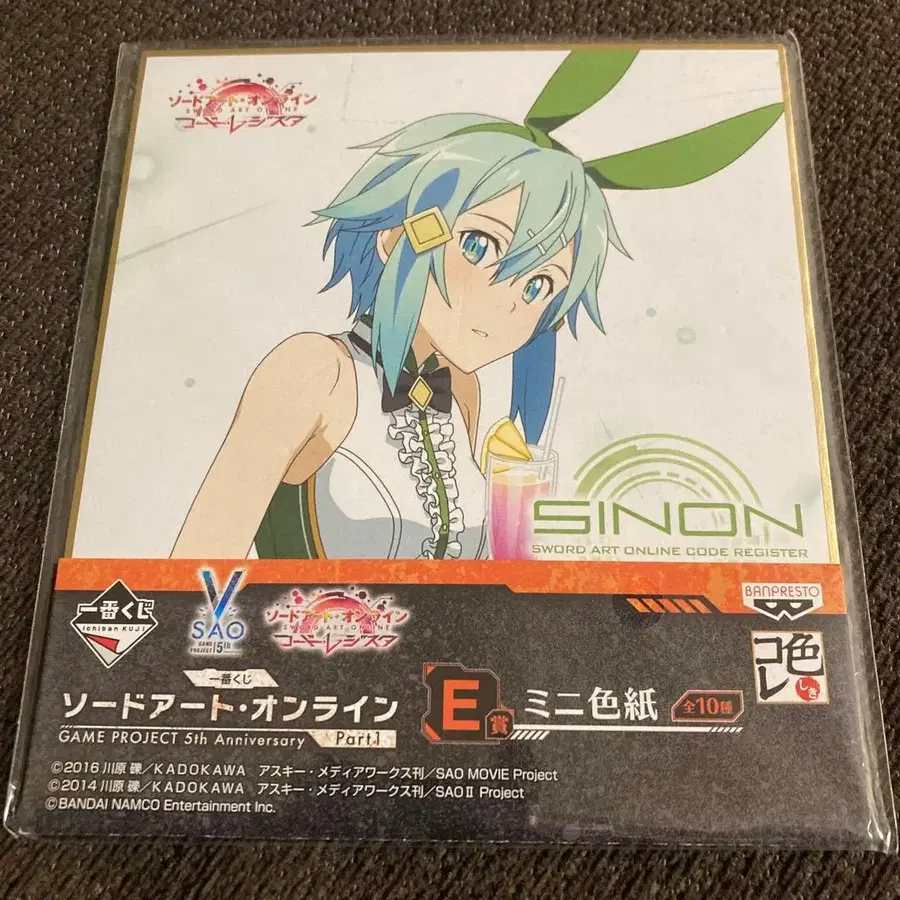 ソードアート・オンライン
SWORD ART ONLINE
コード・レジスタ
SINON
SWORD ART ONLINE CODE REGISTER
一番くじ
Ichiban KUJI
SAO
GAME PROJECT 5th
ソードアート・オンライン
SWORD ART ONLINE
コード・レジスタ
BANPRESTO
色コレ
しき
一番くじ
ソードアート・オンライン
GAME PROJECT 5th Anniversary Part1
E賞 ミニ色紙 全10種
©2016 川原 礫／KADOKAWA アスキー・メディアワークス刊／SAO MOVIE Project
©2014 川原 礫／KADOKAWA アスキー・メディアワークス刊／SAOⅡ Project
©BANDAI NAMCO Entertainment Inc.